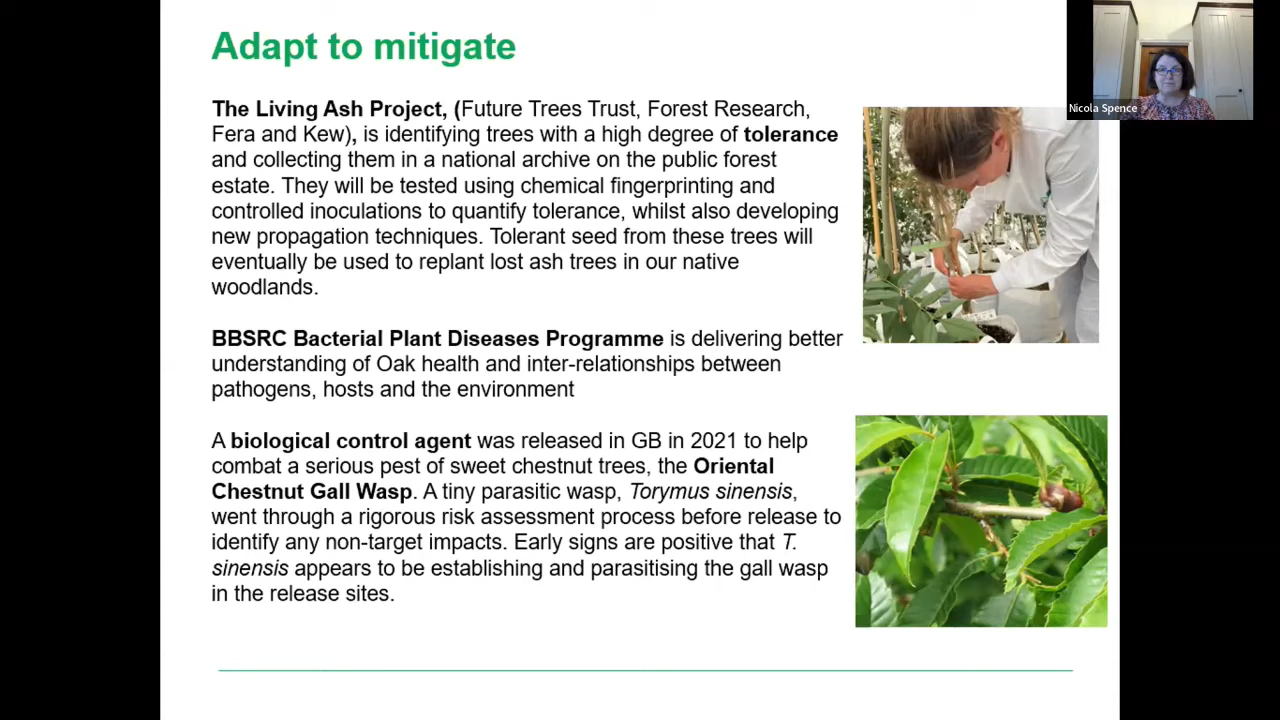 Adapt to mitigate
Nicola Spence
The Living Ash Project, (Future Trees Trust, Forest Research,
Fera and Kew), is identifying trees with a high degree of tolerance
and collecting them in a national archive on the public forest
estate. They will be tested using chemical fingerprinting and
controlled inoculations to quantify tolerance, whilst also developing
new propagation techniques. Tolerant seed from these trees will
eventually be used to replant lost ash trees in our native
woodlands.
BBSRC Bacterial Plant Diseases Programme is delivering better
understanding of Oak health and inter-relationships between
pathogens, hosts and the environment
A biological control agent was released in GB in 2021 to help
combat a serious pest of sweet chestnut trees, the Oriental
Chestnut Gall Wasp. A tiny parasitic wasp, Torymus sinensis,
went through a rigorous risk assessment process before release to
identify any non-target impacts. Early signs are positive that T.
sinensis appears to be establishing and parasitising the gall wasp
in the release sites.